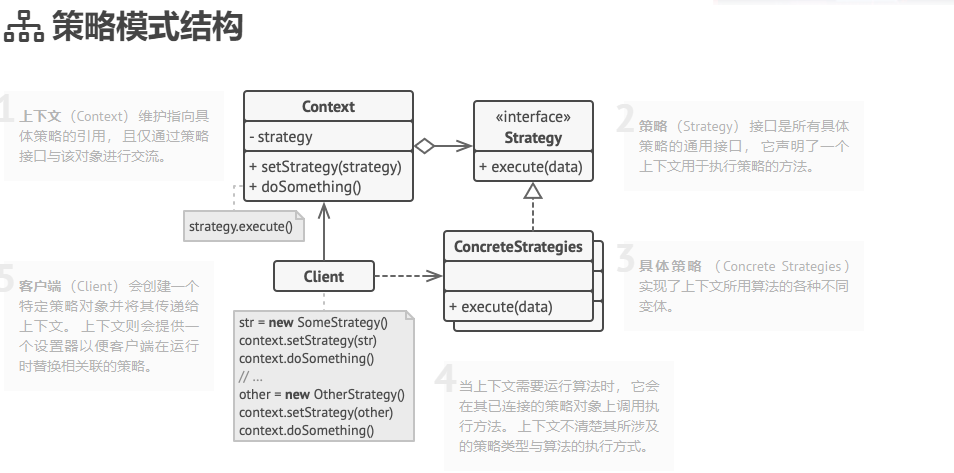 策略模式结构
1
上下文（Context）维护指向具
体策略的引用，且仅通过策略
接口与该对象进行交流。
Context
- strategy
+ setStrategy(strategy)
+ doSomething()
strategy.execute()
«interface»
Strategy
+ execute(data)
2
策略（Strategy）接口是所有具体
策略的通用接口，它声明了一个
上下文用于执行策略的方法。
ConcreteStrategies
+ execute(data)
3
具体策略（Concrete Strategies）
实现了上下文所用算法的各种不同
变体。
Client
str = new SomeStrategy()
context.setStrategy(str)
context.doSomething()
// ...
other = new OtherStrategy()
context.setStrategy(other)
context.doSomething()
4
当上下文需要运行算法时，它会
在其已连接的策略对象上调用执
行方法。上下文不清楚其所涉及
的策略类型与算法的执行方式。
5
客户端（Client）会创建一个
特定策略对象并将其传递给
上下文。上下文则会提供一
个设置器以便客户端在运行
时替换相关联的策略。